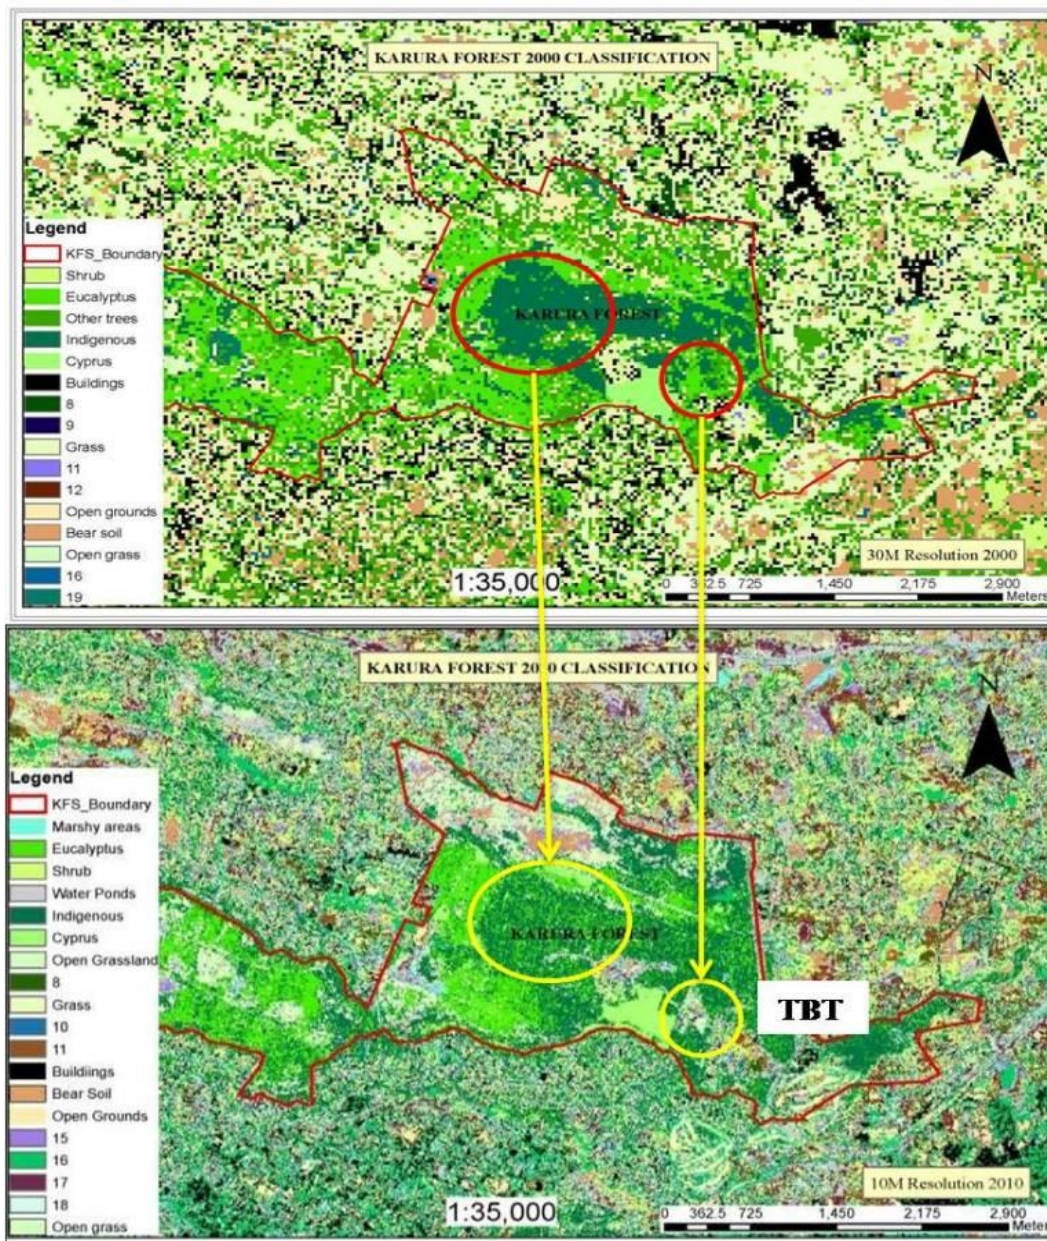 KARURA FOREST 2000 CLASSIFICATION
N
Legend
KFS_Boundary
Shrub
Eucalyptus
Other trees
Indigenous
Cyprus
Buildings
8
9
Grass
11
12
Open grounds
Bear soil
Open grass
16
19
KARURA FOREST
30M Resolution 2000
1:35,000
0 362.5 725 1,450 2,175 2,900
Meters
KARURA FOREST 2010 CLASSIFICATION
N
Legend
KFS_Boundary
Marshy areas
Eucalyptus
Shrub
Water Ponds
Indigenous
Cyprus
Open Grassland
8
Grass
10
11
Buildiings
Bear Soil
Open Grounds
15
16
17
18
Open grass
KARURA FOREST
TBT
10M Resolution 2010
1:35,000
0 362.5 725 1,450 2,175 2,900
Meters